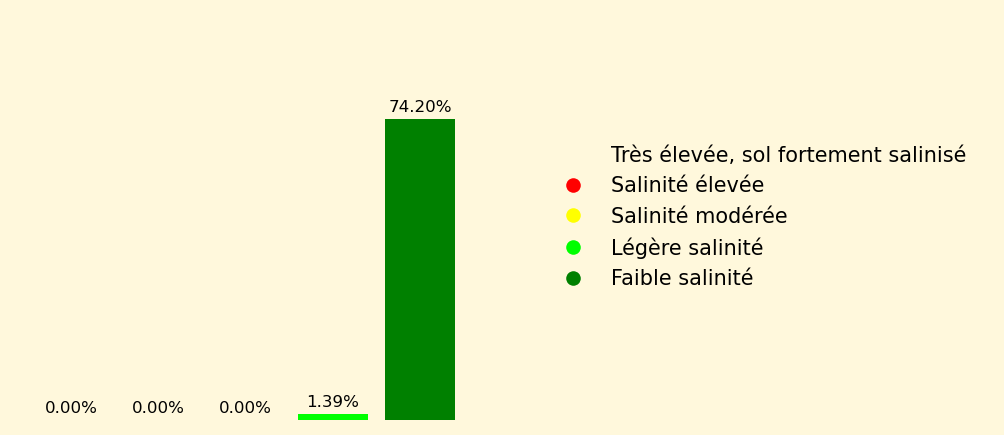 74.20%
1.39%
0.00%
0.00%
0.00%
Très élevée, sol fortement salinisé
Salinité élevée
Salinité modérée
Légère salinité
Faible salinité